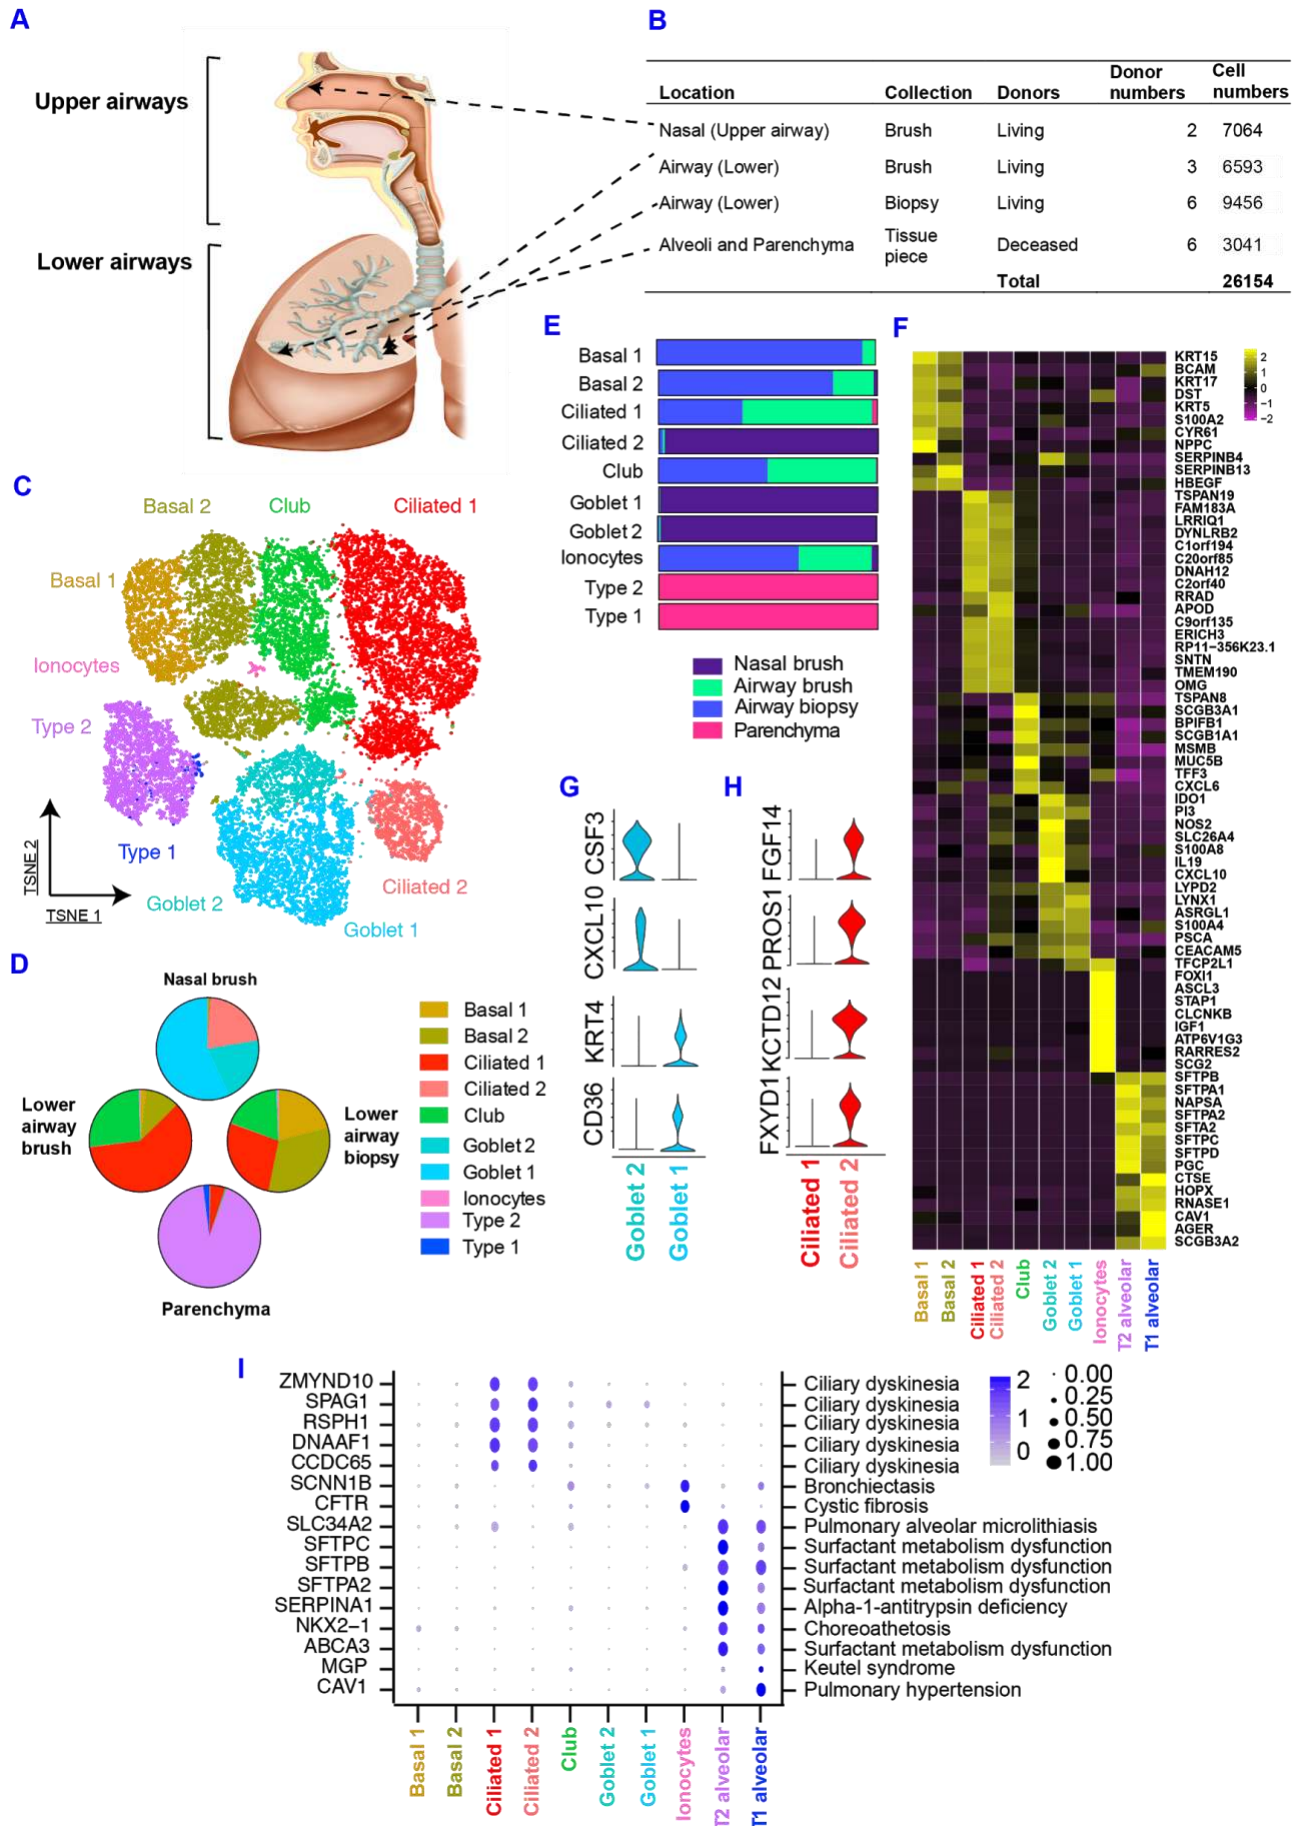 A
Upper airways
Lower airways
B
Location Collection Donors Donor numbers Cell numbers
Nasal (Upper airway) Brush Living 2 7064
Airway (Lower) Brush Living 3 6593
Airway (Lower) Biopsy Living 6 9456
Alveoli and Parenchyma Tissue piece Deceased 6 3041
Total 26154
C
Basal 2
Club
Ciliated 1
Basal 1
Ionocytes
Type 2
Type 1
Goblet 2
Goblet 1
Ciliated 2
TSNE 2
TSNE 1
D
Nasal brush
Lower airway brush
Lower airway biopsy
Parenchyma
Basal 1
Basal 2
Ciliated 1
Ciliated 2
Club
Goblet 2
Goblet 1
Ionocytes
Type 2
Type 1
E
Basal 1
Basal 2
Ciliated 1
Ciliated 2
Club
Goblet 1
Goblet 2
Ionocytes
Type 2
Type 1
Nasal brush
Airway brush
Airway biopsy
Parenchyma
F
KRT15
BCAM
KRT17
DST
KRT5
S100A2
CYR61
NPPC
SERPINB4
SERPINB13
HBEGF
TSPAN19
FAM183A
LRRIQ1
DYNLRB2
C1orf194
C20orf85
DNAH12
C2orf40
RRAD
APOD
C9orf135
ERICH3
RP11−356K23.1
SNTN
TMEM190
OMG
TSPAN8
SCGB3A1
BPIFB1
SCGB1A1
MSMB
MUC5B
TFF3
CXCL6
IDO1
PI3
NOS2
SLC26A4
S100A8
IL19
CXCL10
LYPD2
LYNX1
ASRGL1
S100A4
PSCA
CEACAM5
TFCP2L1
FOXI1
ASCL3
STAP1
CLCNKB
IGF1
ATP6V1G3
RARRES2
SCG2
SFTPB
SFTPA1
NAPSA
SFTPA2
SFTA2
SFTPC
SFTPD
PGC
CTSE
HOPX
RNASE1
CAV1
AGER
SCGB3A2
2
1
0
−1
−2
Basal 1
Basal 2
Ciliated 1
Ciliated 2
Club
Goblet 2
Goblet 1
Ionocytes
T2 alveolar
T1 alveolar
G
CSF3
CXCL10
KRT4
CD36
Goblet 2
Goblet 1
H
FGF14
PROS1
KCTD12
FXYD1
Ciliated 1
Ciliated 2
I
ZMYND10 Ciliary dyskinesia
SPAG1 Ciliary dyskinesia
RSPH1 Ciliary dyskinesia
DNAAF1 Ciliary dyskinesia
CCDC65 Ciliary dyskinesia
SCNN1B Bronchiectasis
CFTR Cystic fibrosis
SLC34A2 Pulmonary alveolar microlithiasis
SFTPC Surfactant metabolism dysfunction
SFTPB Surfactant metabolism dysfunction
SFTPA2 Surfactant metabolism dysfunction
SERPINA1 Alpha-1-antitrypsin deficiency
NKX2−1 Choreoathetosis
ABCA3 Surfactant metabolism dysfunction
MGP Keutel syndrome
CAV1 Pulmonary hypertension
2
1
0
0.00
0.25
0.50
0.75
1.00
Basal 1
Basal 2
Ciliated 1
Ciliated 2
Club
Goblet 2
Goblet 1
Ionocytes
T2 alveolar
T1 alveolar